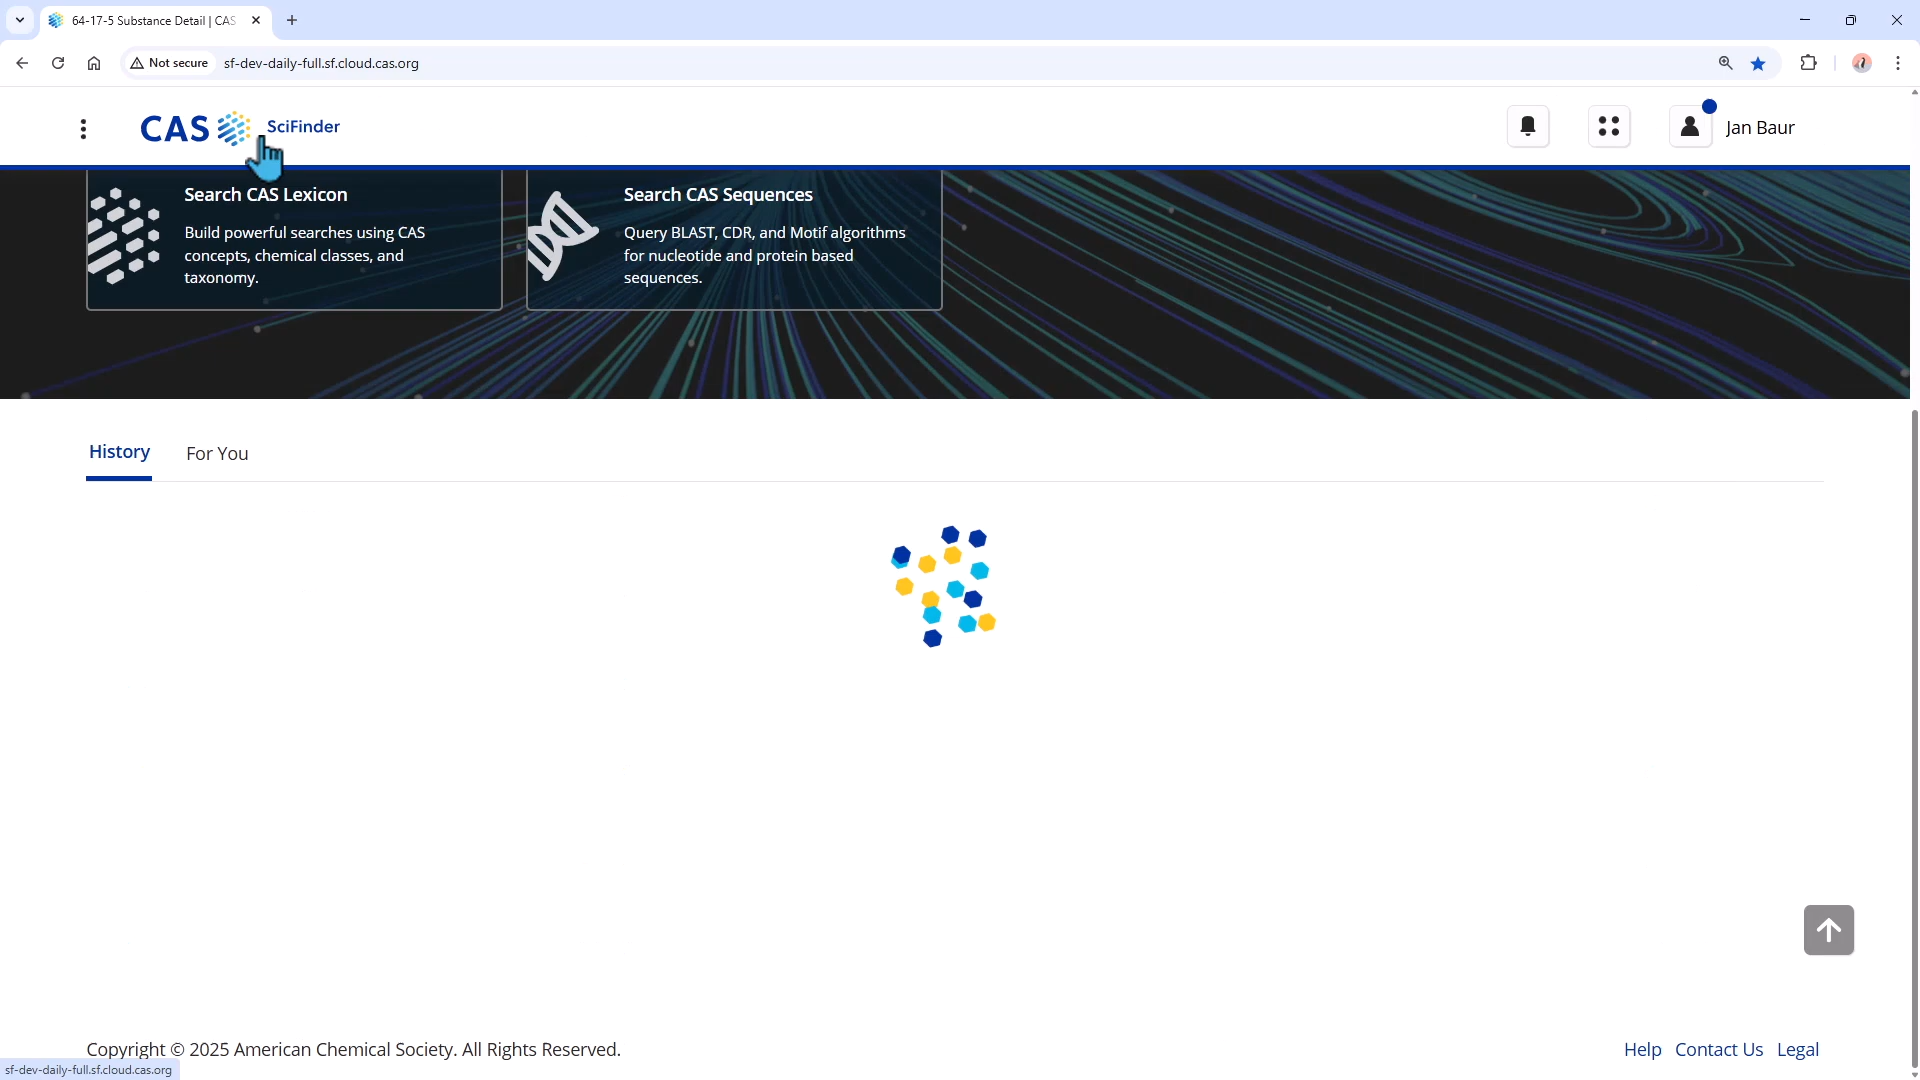 64-17-5 Substance Detail | CAS
Not secure
sf-dev-daily-full.sf.cloud.cas.org
CAS SciFinder
Jan Baur
Search CAS Lexicon
Build powerful searches using CAS
concepts, chemical classes, and
taxonomy.
Search CAS Sequences
Query BLAST, CDR, and Motif algorithms
for nucleotide and protein based
sequences.
History
For You
Copyright © 2025 American Chemical Society. All Rights Reserved.
Help Contact Us Legal
sf-dev-daily-full.sf.cloud.cas.org